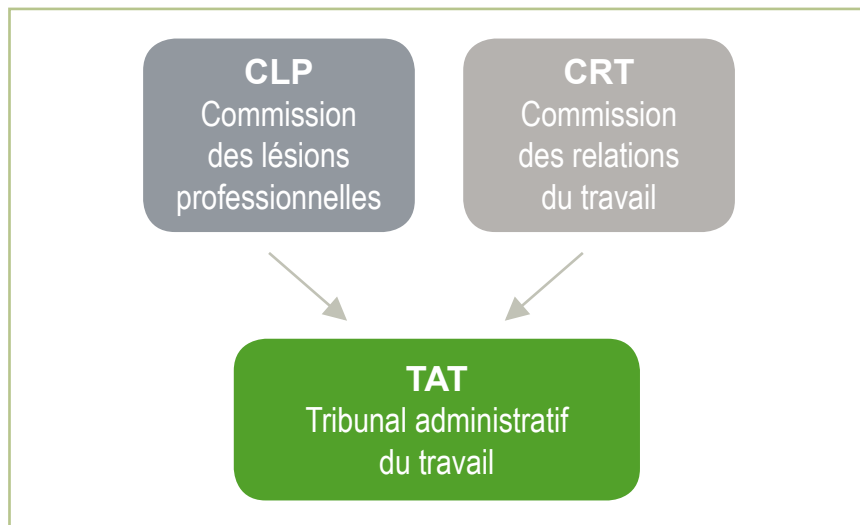 CLP
Commission
des lésions
professionnelles
CRT
Commission
des relations
du travail
TAT
Tribunal administratif
du travail